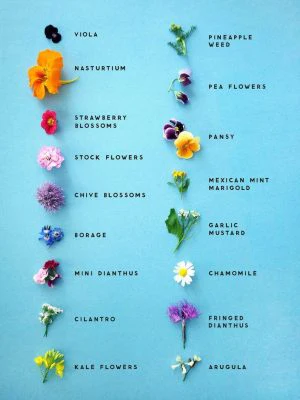 VIOLA
NASTURTIUM
STRAWBERRY
BLOSSOMS
STOCK FLOWERS
CHIVE BLOSSOMS
BORAGE
MINI DIANTHUS
CILANTRO
KALE FLOWERS
PINEAPPLE
WEED
PEA FLOWERS
PANSY
MEXICAN MINT
MARIGOLD
GARLIC
MUSTARD
CHAMOMILE
FRINGED
DIANTHUS
ARUGULA